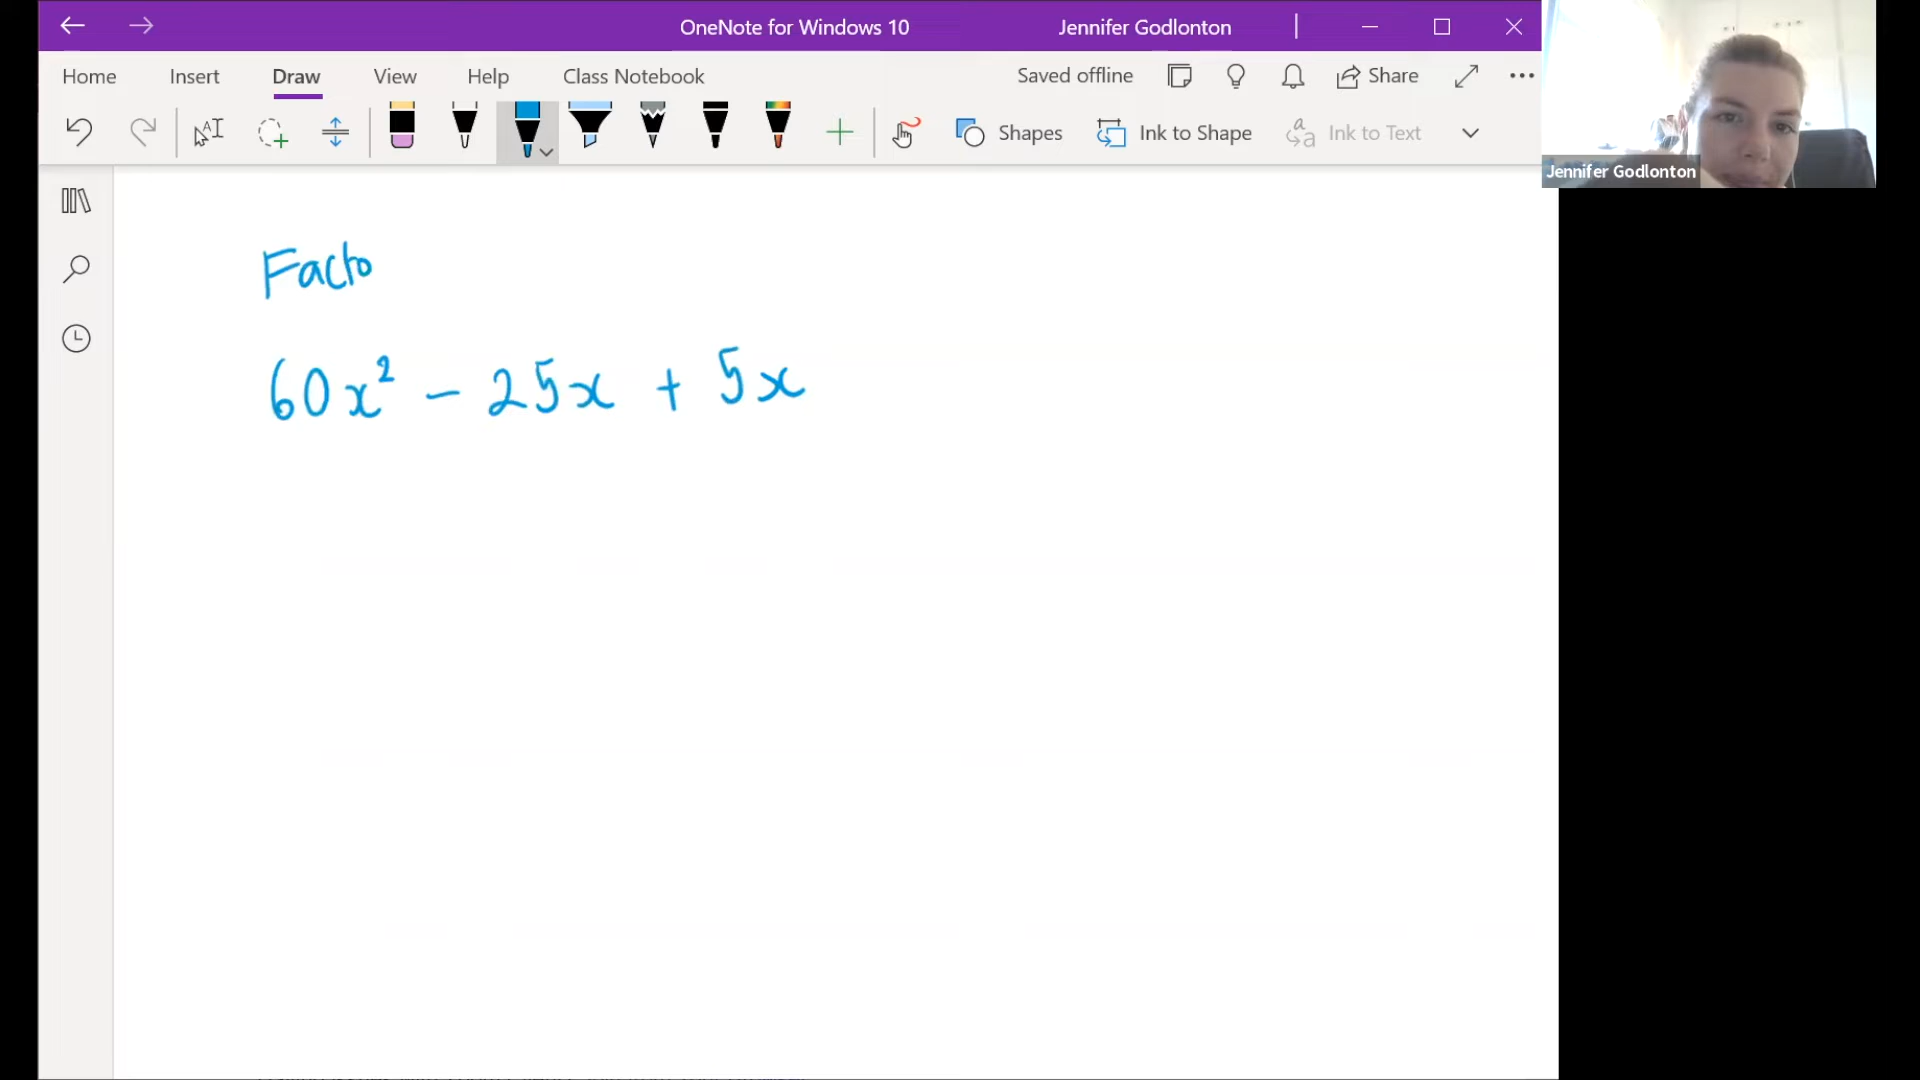 OneNote for Windows 10 Jennifer Godlonton
Home Insert Draw View Help Class Notebook Saved offline Share
Shapes Ink to Shape Ink to Text
Jennifer Godlonton
Facto
60x² - 25x + 5x